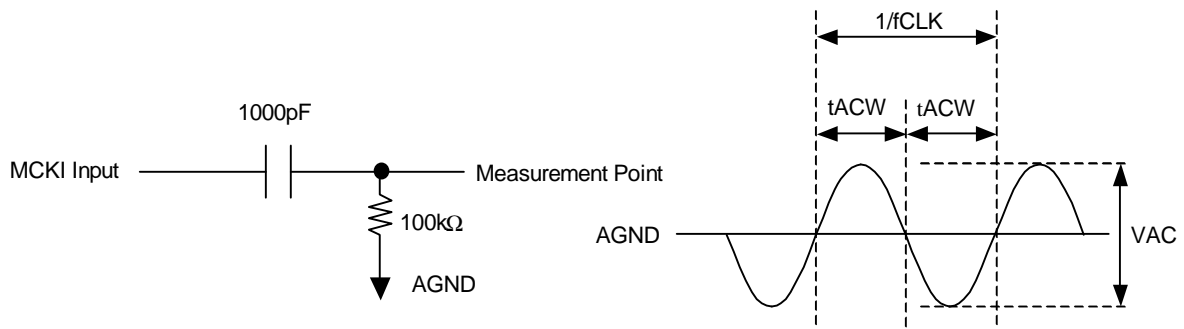 1000pF
MCKI Input
Measurement Point
100kΩ
AGND
1/fCLK
tACW tACW
AGND
VAC